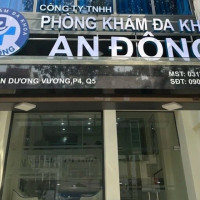 CÔNG TY TNHH
PHÒNG KHÁM ĐA KH
AN ĐÔNG
N DƯƠNG VƯƠNG, P4, Q5
MST: 031
SĐT: 090